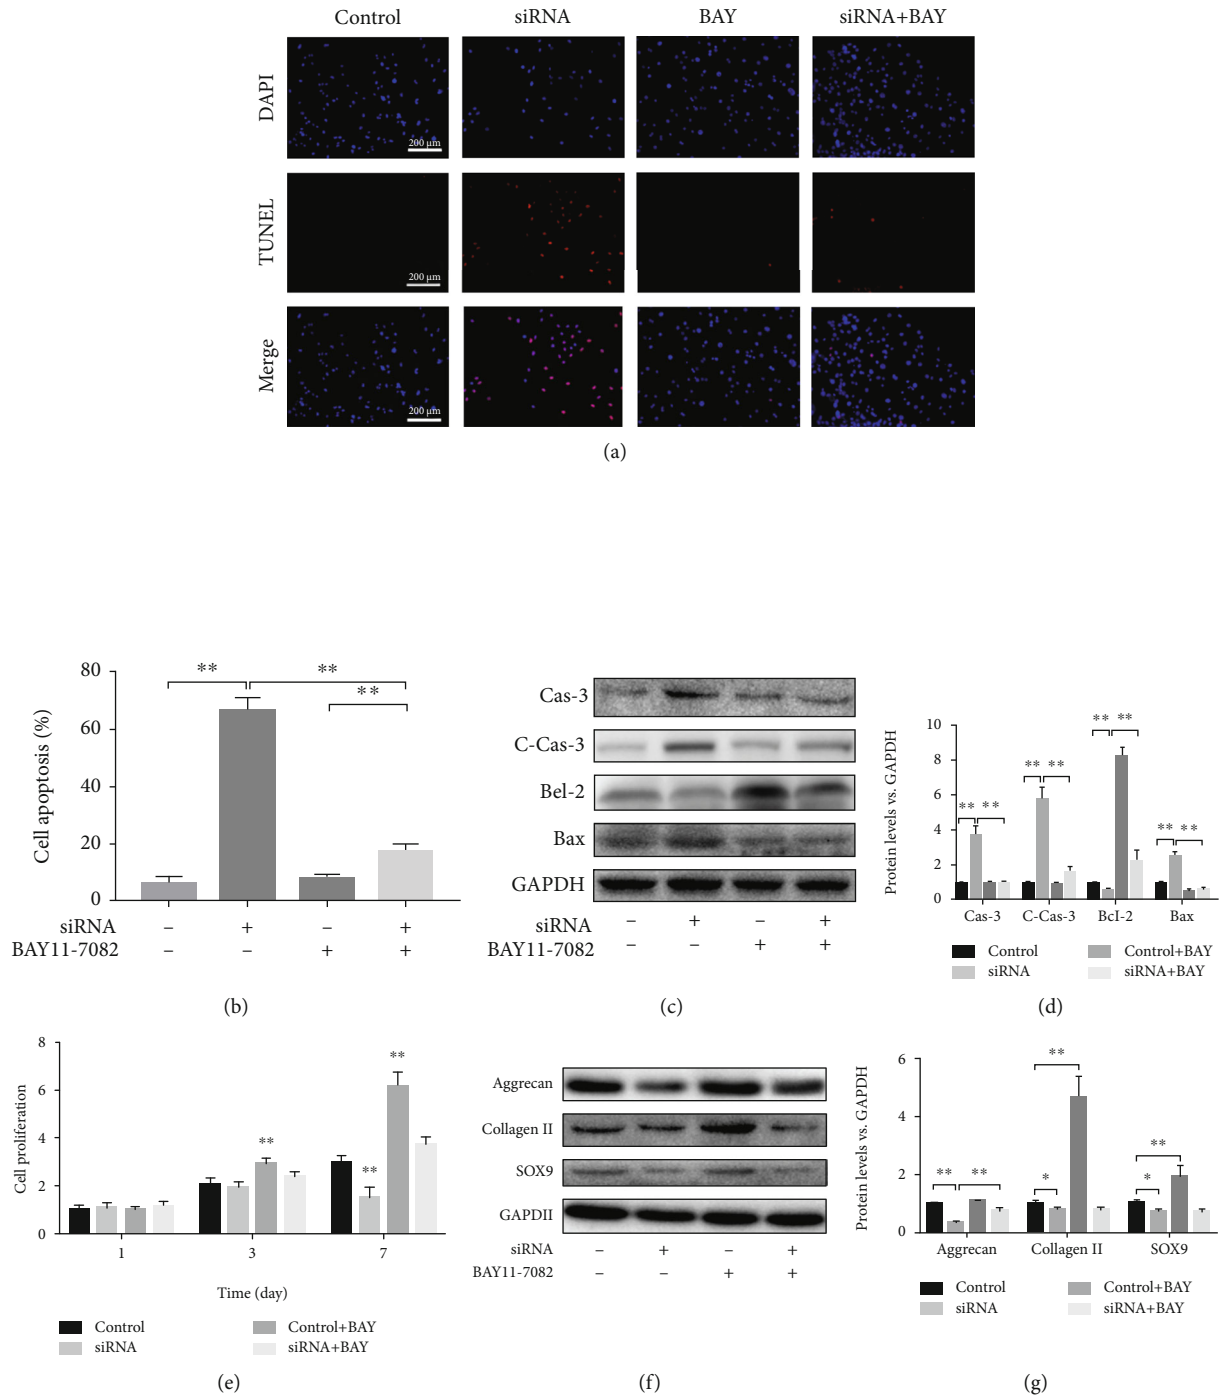 Control siRNA BAY siRNA+BAY
DAPI
200 μm
TUNEL
200 μm
Merge
200 μm
(a)
Cell apoptosis (%)
80
60
40
20
0
** ** **
siRNA – + – +
BAY11-7082 – – + +
(b)
Cas-3
C-Cas-3
Bel-2
Bax
GAPDH
siRNA – + – +
BAY11-7082 – – + +
(c)
Protein levels vs. GAPDH
10
8
6
4
2
0
** ** ** ** ** ** ** **
Cas-3 C-Cas-3 BcI-2 Bax
Control Control+BAY
siRNA siRNA+BAY
(d)
Cell proliferation
8
6
4
2
0
** ** **
1 3 7
Time (day)
Control Control+BAY
siRNA siRNA+BAY
(e)
Aggrecan
Collagen II
SOX9
GAPDII
siRNA – + – +
BAY11-7082 – – + +
(f)
Protein levels vs. GAPDH
6
4
2
0
** ** * ** * **
Aggrecan Collagen II SOX9
Control Control+BAY
siRNA siRNA+BAY
(g)